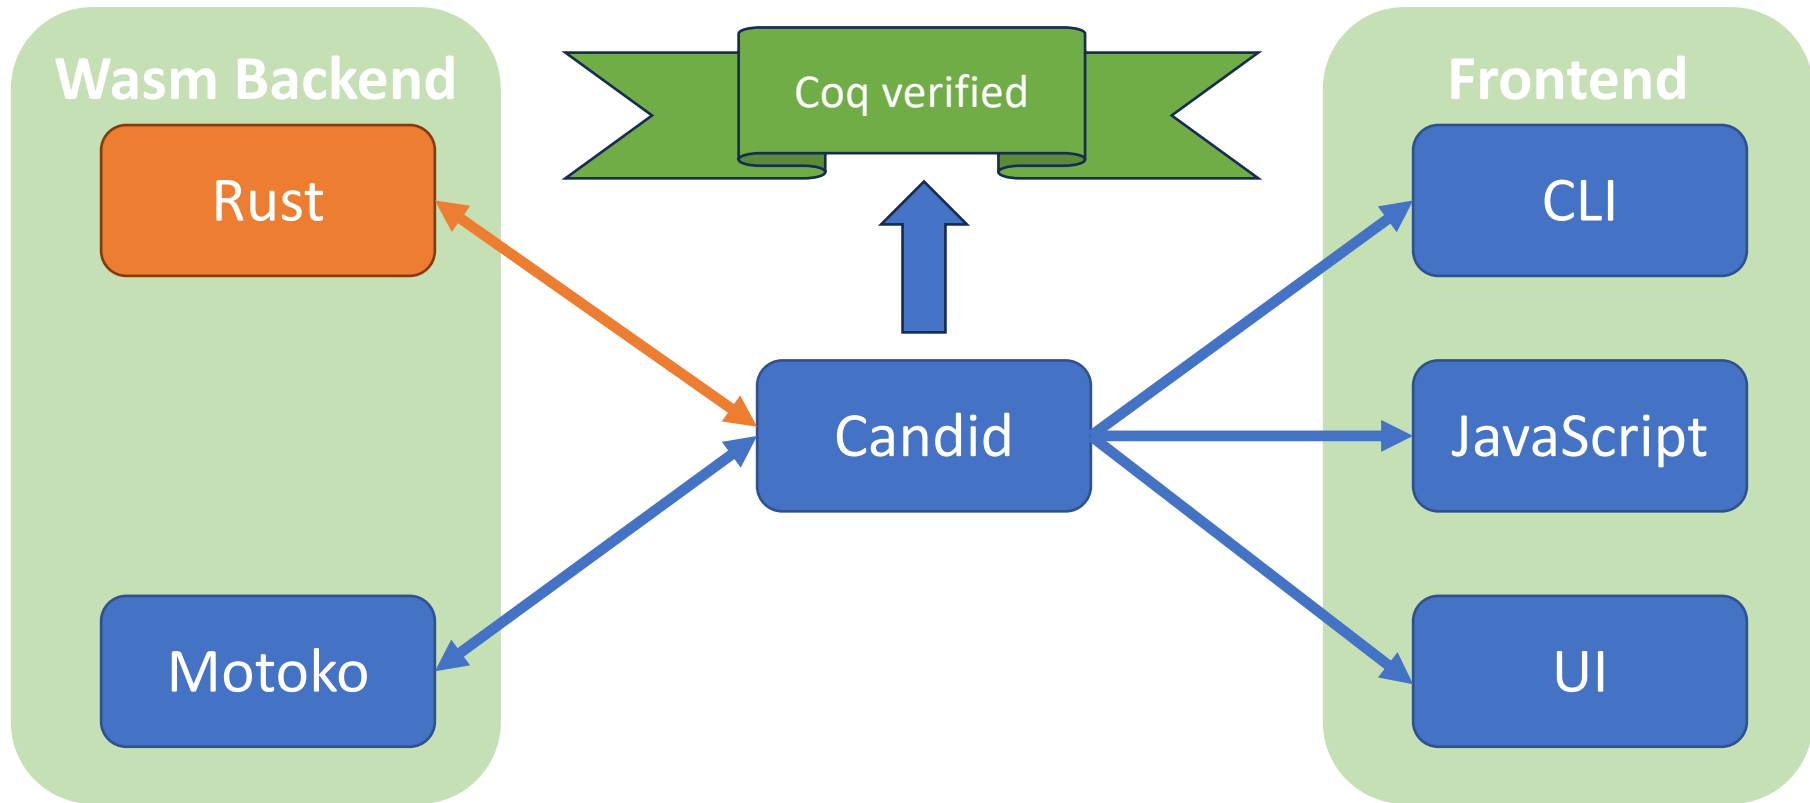 Wasm Backend
Rust
Motoko
Coq verified
Candid
Frontend
CLI
JavaScript
UI